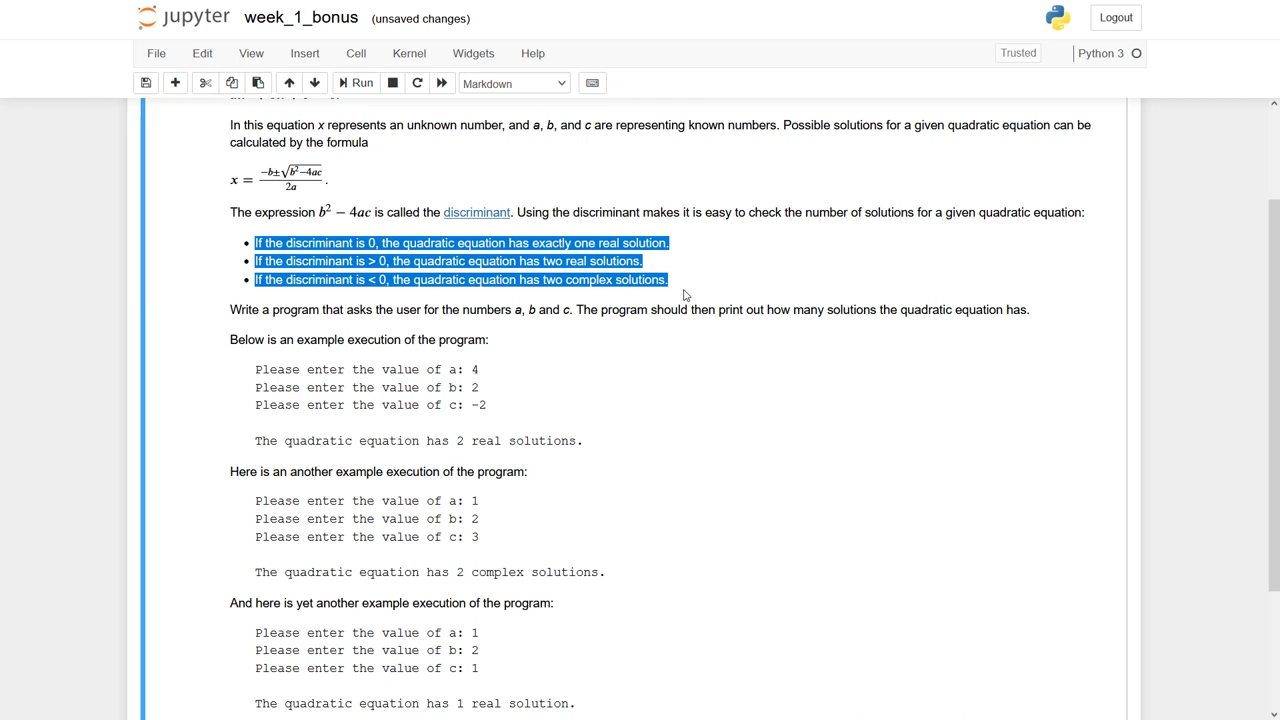 jupyter week_1_bonus (unsaved changes) Logout
File Edit View Insert Cell Kernel Widgets Help Trusted Python 3
Run Markdown
In this equation x represents an unknown number, and a, b, and c are representing known numbers. Possible solutions for a given quadratic equation can be
calculated by the formula
x = −b±√b²−4ac / 2a .
The expression b² − 4ac is called the discriminant. Using the discriminant makes it is easy to check the number of solutions for a given quadratic equation:
• If the discriminant is 0, the quadratic equation has exactly one real solution.
• If the discriminant is > 0, the quadratic equation has two real solutions.
• If the discriminant is < 0, the quadratic equation has two complex solutions.
Write a program that asks the user for the numbers a, b and c. The program should then print out how many solutions the quadratic equation has.
Below is an example execution of the program:
Please enter the value of a: 4
Please enter the value of b: 2
Please enter the value of c: -2
The quadratic equation has 2 real solutions.
Here is an another example execution of the program:
Please enter the value of a: 1
Please enter the value of b: 2
Please enter the value of c: 3
The quadratic equation has 2 complex solutions.
And here is yet another example execution of the program:
Please enter the value of a: 1
Please enter the value of b: 2
Please enter the value of c: 1
The quadratic equation has 1 real solution.